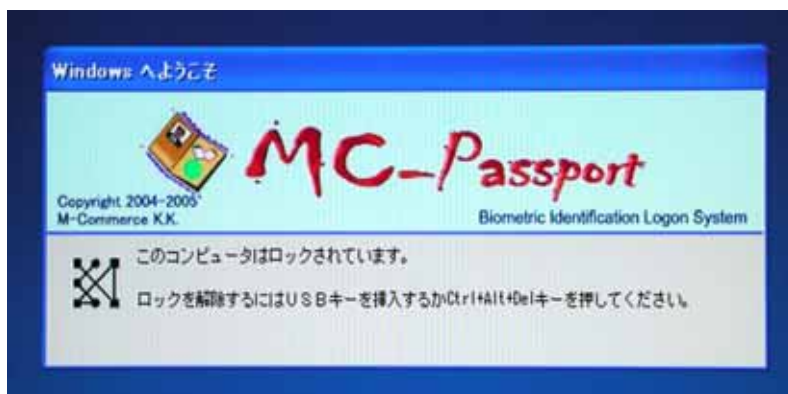 Windows へようこそ
MC-Passport
Copyright 2004-2005
M-Commerce K.K.
Biometric Identification Logon System
このコンピュータはロックされています。
ロックを解除するにはUSBキーを挿入するかCtrl+Alt+Delキーを押してください。